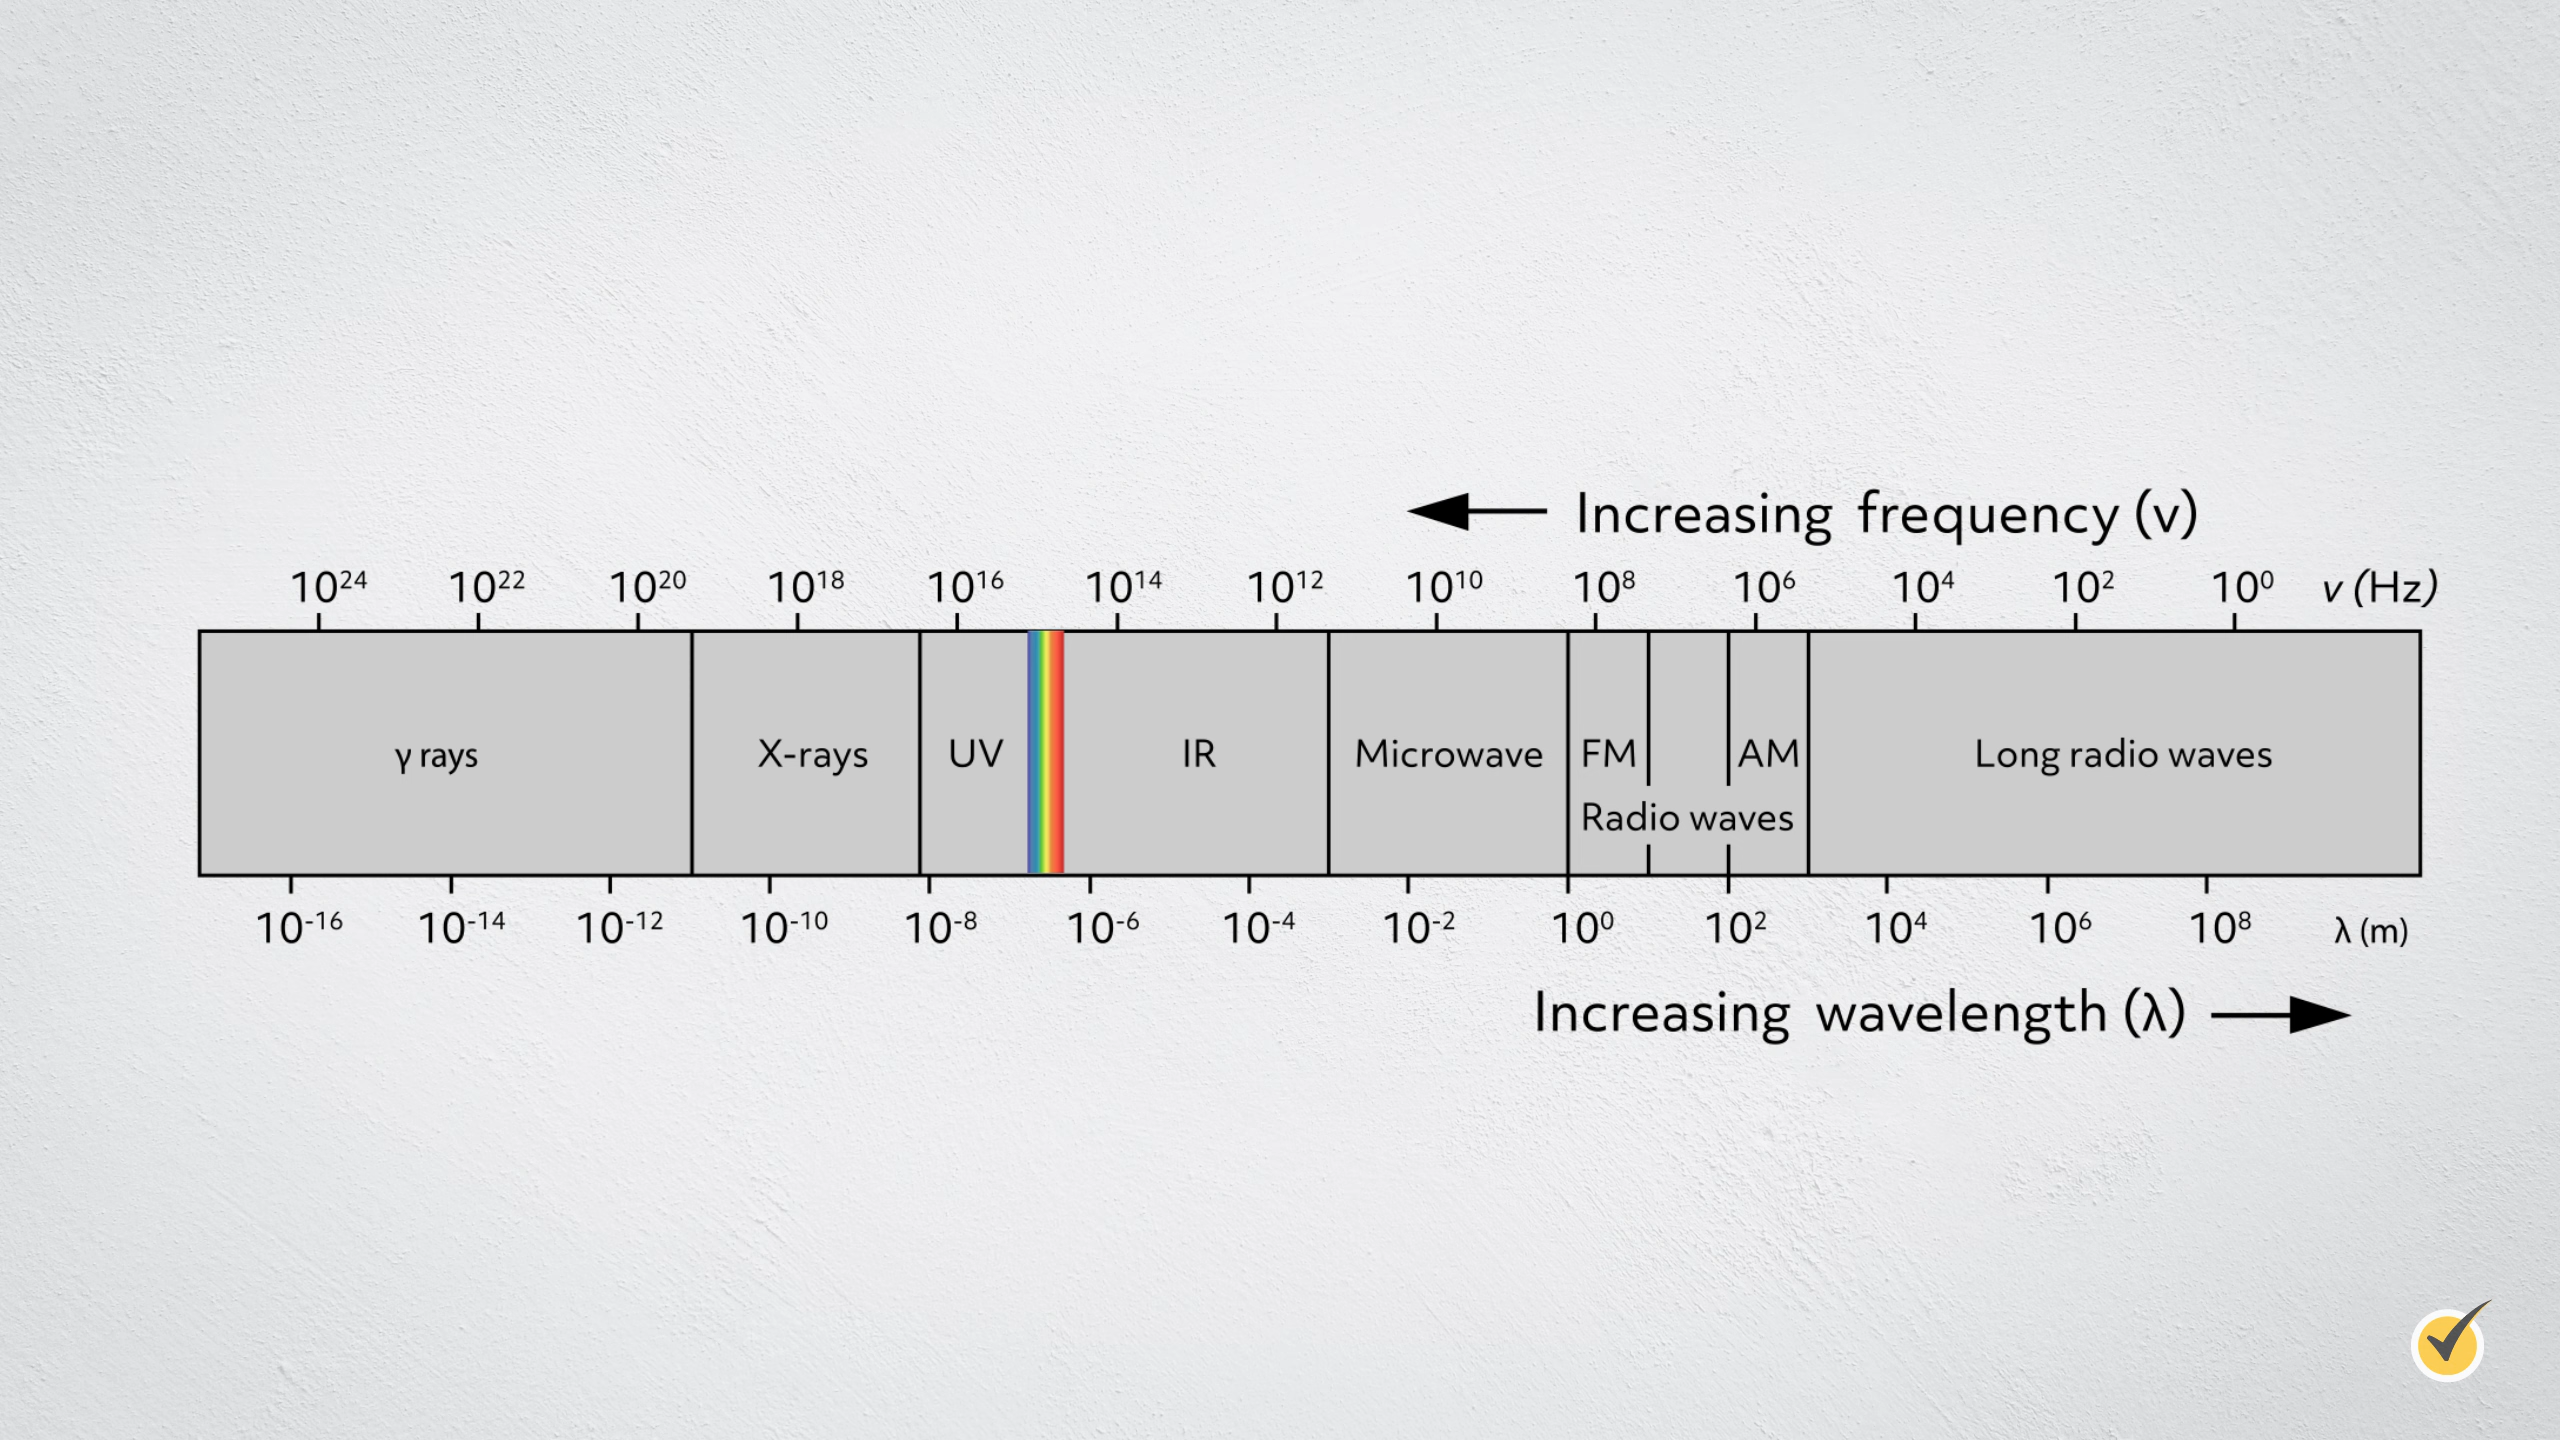 Increasing frequency (v)
10²⁴ 10²² 10²⁰ 10¹⁸ 10¹⁶ 10¹⁴ 10¹² 10¹⁰ 10⁸ 10⁶ 10⁴ 10² 10⁰ v (Hz)
γ rays X-rays UV IR Microwave FM AM Long radio waves
Radio waves
10⁻¹⁶ 10⁻¹⁴ 10⁻¹² 10⁻¹⁰ 10⁻⁸ 10⁻⁶ 10⁻⁴ 10⁻² 10⁰ 10² 10⁴ 10⁶ 10⁸ λ (m)
Increasing wavelength (λ)